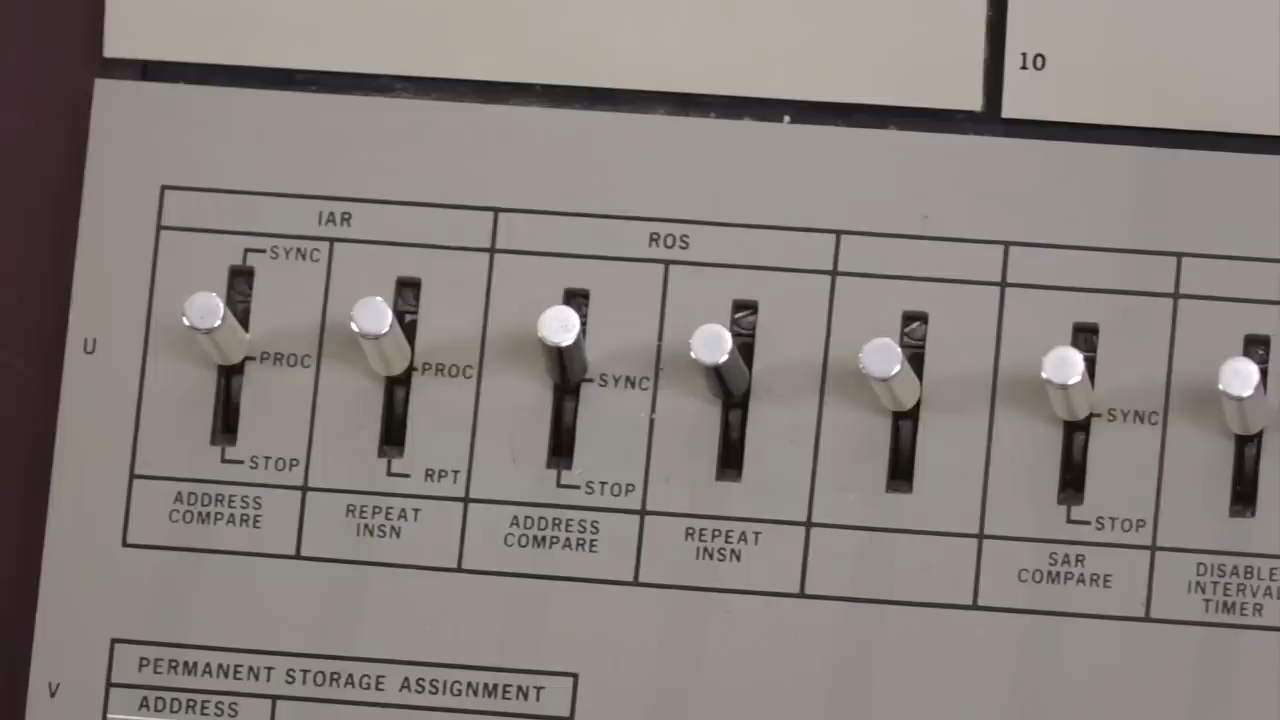 10
IAR
ROS
SYNC
PROC
STOP
PROC
RPT
SYNC
STOP
SYNC
STOP
U
ADDRESS
COMPARE
REPEAT
INSN
ADDRESS
COMPARE
REPEAT
INSN
SAR
COMPARE
DISABLE
INTERVAL
TIMER
V
PERMANENT STORAGE ASSIGNMENT
ADDRESS